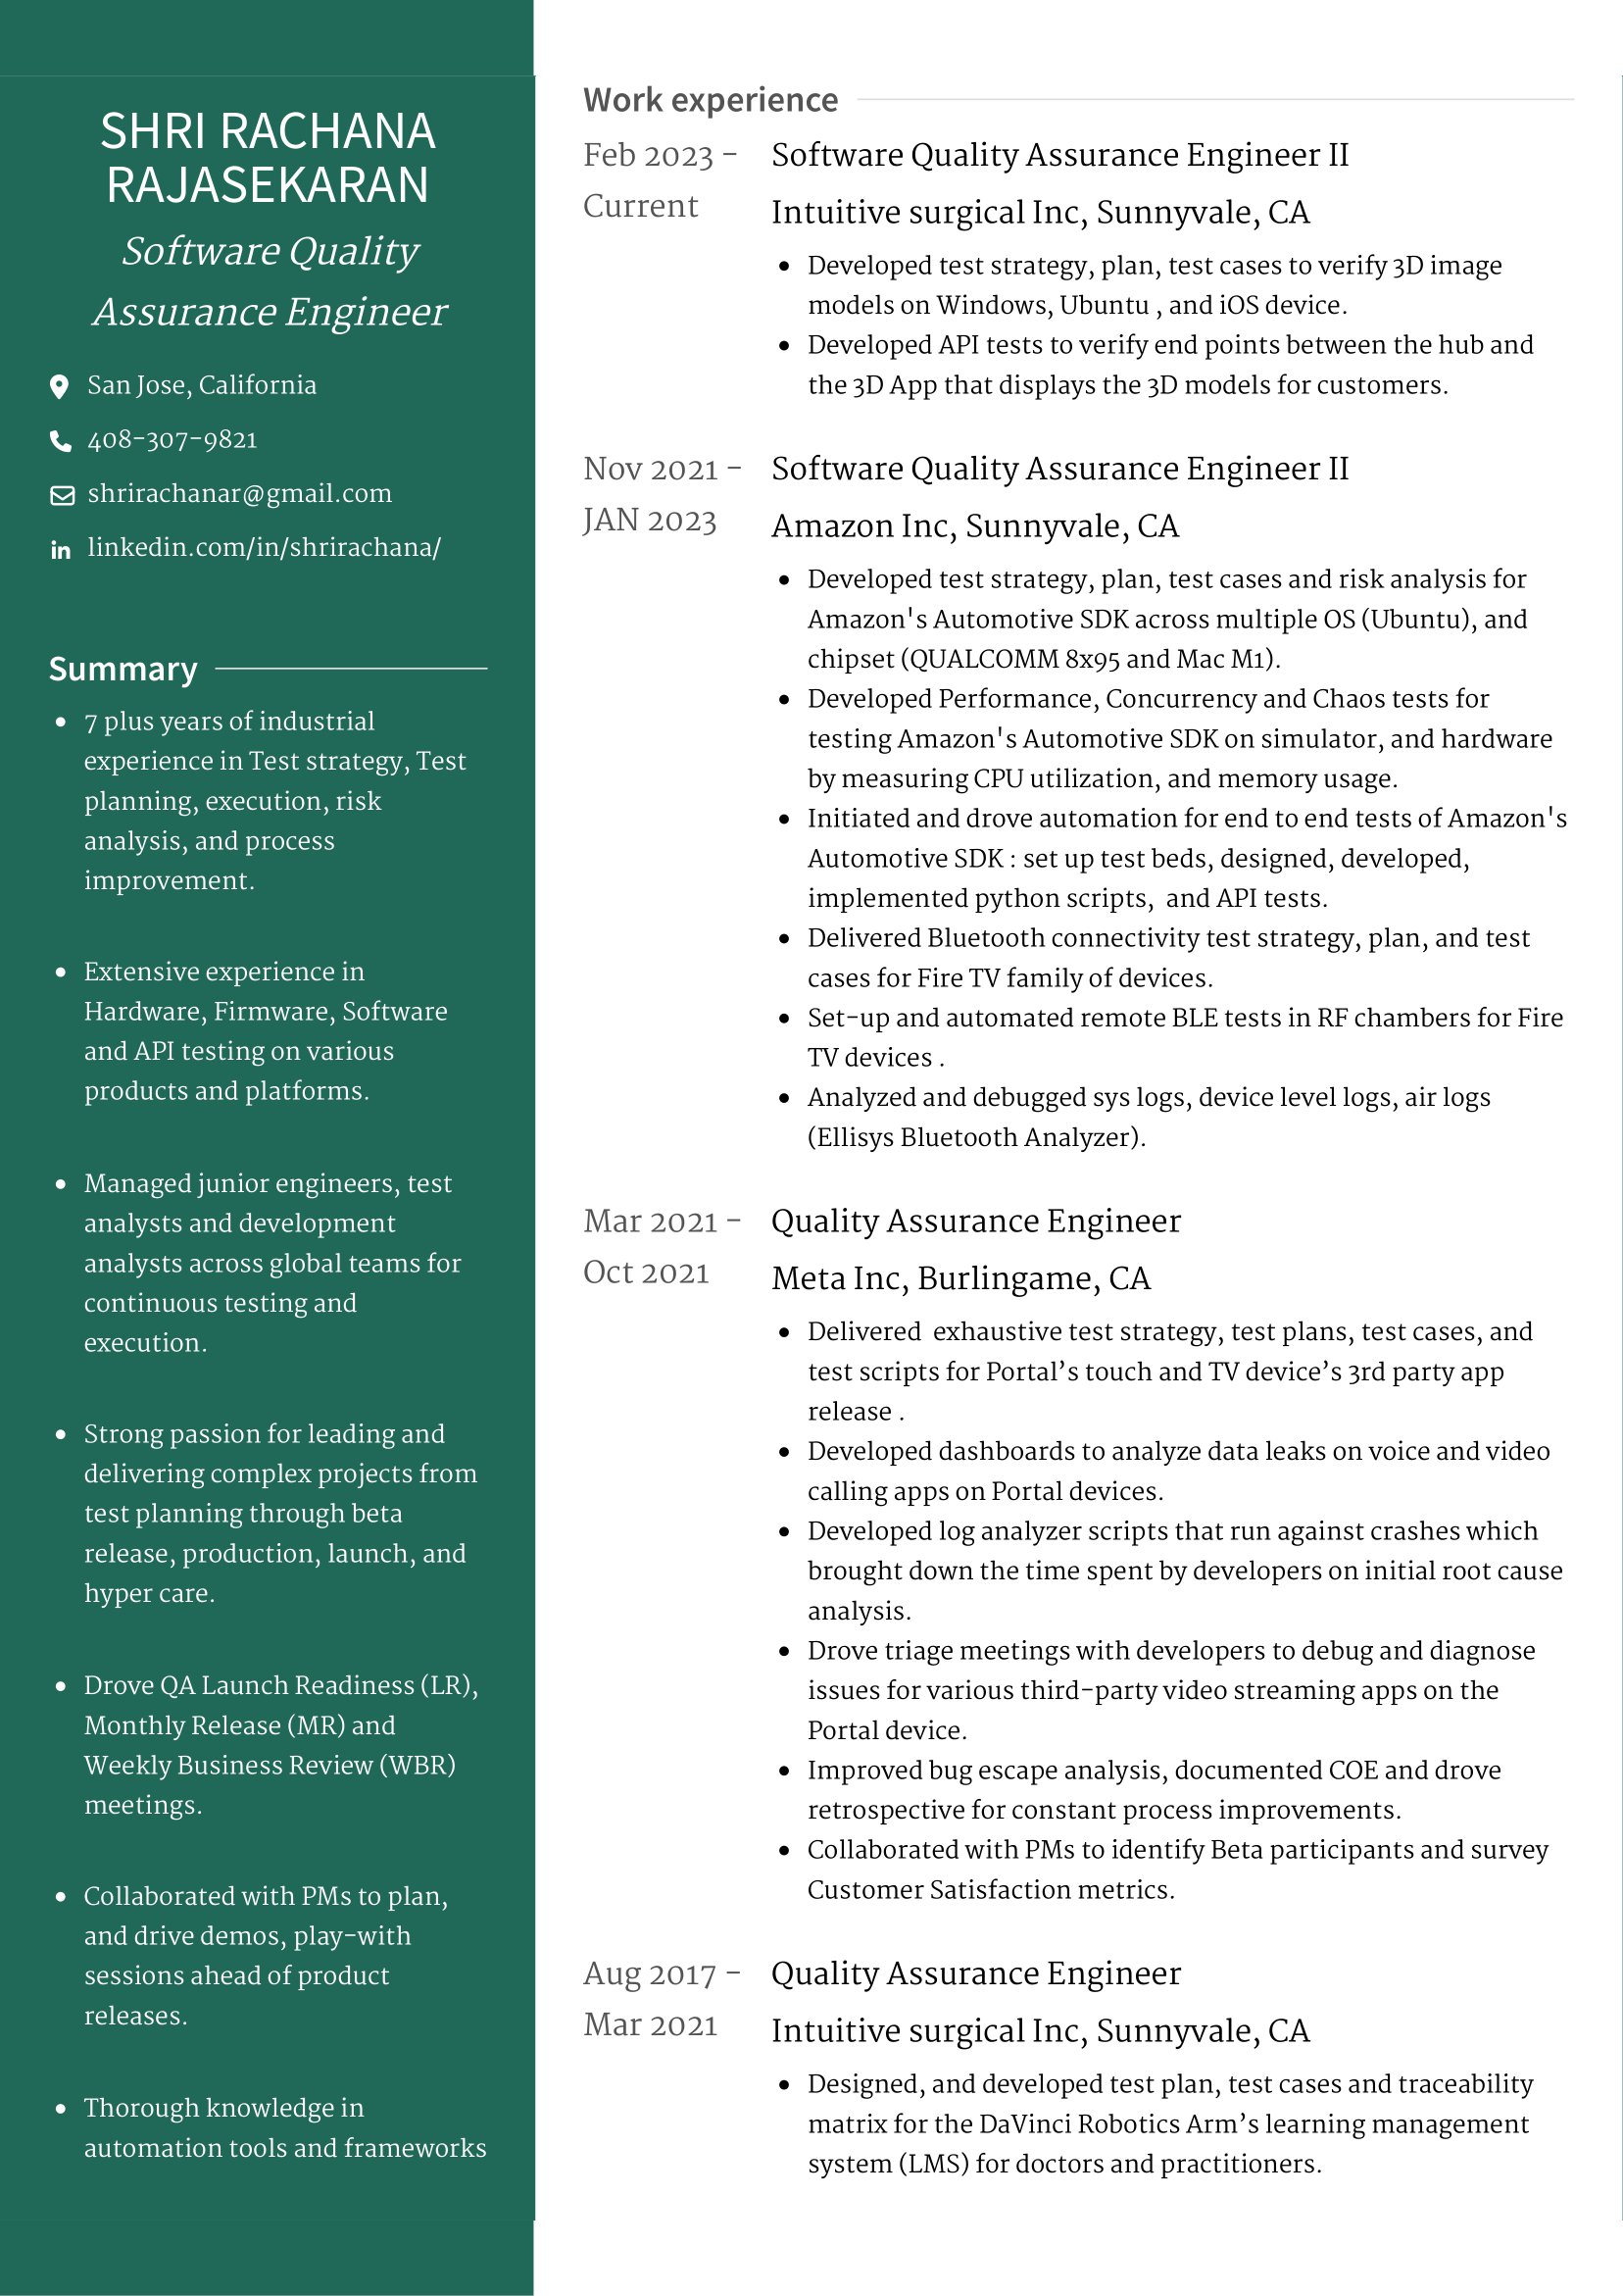 SHRI RACHANA
RAJASEKARAN
Software Quality
Assurance Engineer
San Jose, California
408-307-9821
shrirachanar@gmail.com
linkedin.com/in/shrirachana/
Summary
• 7 plus years of industrial
experience in Test strategy, Test
planning, execution, risk
analysis, and process
improvement.
• Extensive experience in
Hardware, Firmware, Software
and API testing on various
products and platforms.
• Managed junior engineers, test
analysts and development
analysts across global teams for
continuous testing and
execution.
• Strong passion for leading and
delivering complex projects from
test planning through beta
release, production, launch, and
hyper care.
• Drove QA Launch Readiness (LR),
Monthly Release (MR) and
Weekly Business Review (WBR)
meetings.
• Collaborated with PMs to plan,
and drive demos, play-with
sessions ahead of product
releases.
• Thorough knowledge in
automation tools and frameworks
Work experience
Feb 2023 -
Current
Software Quality Assurance Engineer II
Intuitive surgical Inc, Sunnyvale, CA
• Developed test strategy, plan, test cases to verify 3D image
models on Windows, Ubuntu , and iOS device.
• Developed API tests to verify end points between the hub and
the 3D App that displays the 3D models for customers.
Nov 2021 -
JAN 2023
Software Quality Assurance Engineer II
Amazon Inc, Sunnyvale, CA
• Developed test strategy, plan, test cases and risk analysis for
Amazon's Automotive SDK across multiple OS (Ubuntu), and
chipset (QUALCOMM 8x95 and Mac M1).
• Developed Performance, Concurrency and Chaos tests for
testing Amazon's Automotive SDK on simulator, and hardware
by measuring CPU utilization, and memory usage.
• Initiated and drove automation for end to end tests of Amazon's
Automotive SDK : set up test beds, designed, developed,
implemented python scripts,  and API tests.
• Delivered Bluetooth connectivity test strategy, plan, and test
cases for Fire TV family of devices.
• Set-up and automated remote BLE tests in RF chambers for Fire
TV devices .
• Analyzed and debugged sys logs, device level logs, air logs
(Ellisys Bluetooth Analyzer).
Mar 2021 -
Oct 2021
Quality Assurance Engineer
Meta Inc, Burlingame, CA
• Delivered  exhaustive test strategy, test plans, test cases, and
test scripts for Portal’s touch and TV device’s 3rd party app
release .
• Developed dashboards to analyze data leaks on voice and video
calling apps on Portal devices.
• Developed log analyzer scripts that run against crashes which
brought down the time spent by developers on initial root cause
analysis.
• Drove triage meetings with developers to debug and diagnose
issues for various third-party video streaming apps on the
Portal device.
• Improved bug escape analysis, documented COE and drove
retrospective for constant process improvements.
• Collaborated with PMs to identify Beta participants and survey
Customer Satisfaction metrics.
Aug 2017 -
Mar 2021
Quality Assurance Engineer
Intuitive surgical Inc, Sunnyvale, CA
• Designed, and developed test plan, test cases and traceability
matrix for the DaVinci Robotics Arm’s learning management
system (LMS) for doctors and practitioners.